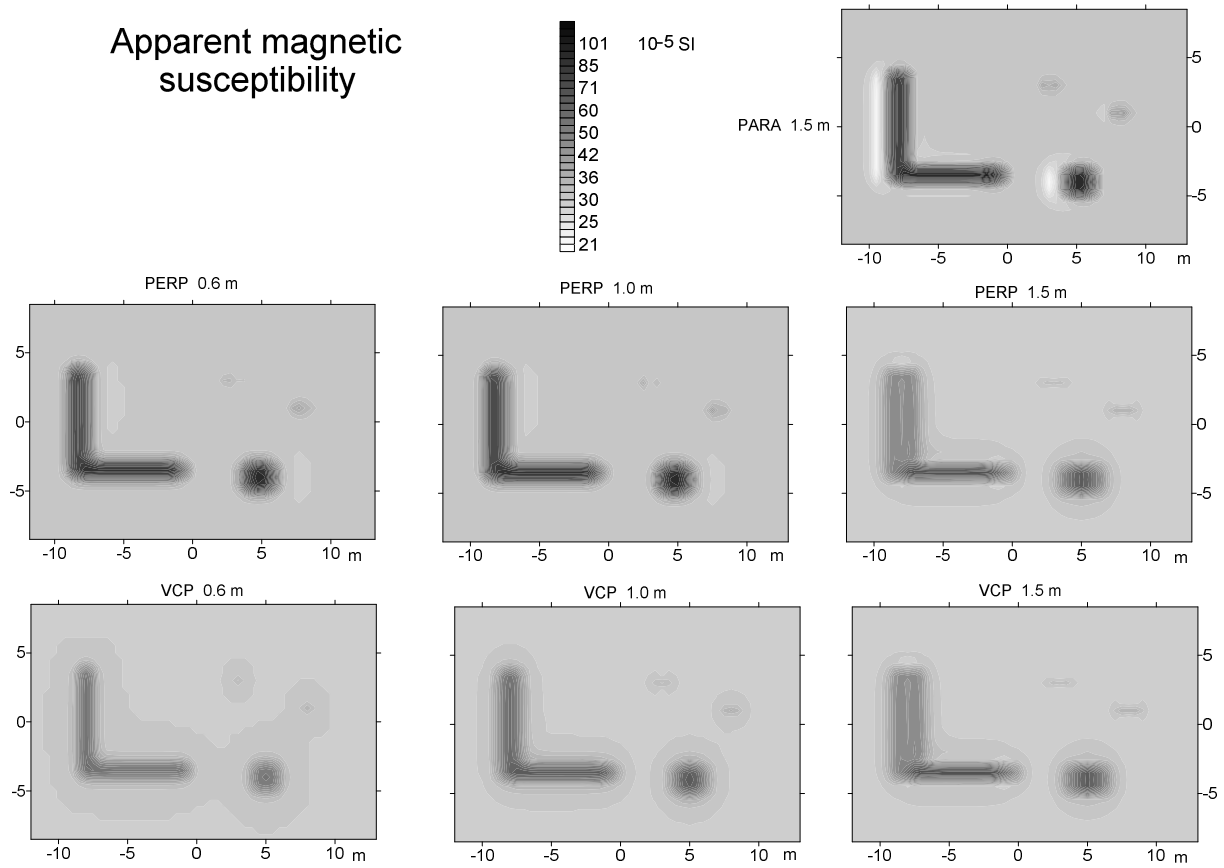 Apparent magnetic
susceptibility
101 10-5 SI
85
71
60
50
42
36
30
25
21
PARA 1.5 m
5
0
-5
-10 -5 0 5 10 m
PERP 0.6 m
5
0
-5
-10 -5 0 5 10 m
PERP 1.0 m
-10 -5 0 5 10 m
PERP 1.5 m
5
0
-5
-10 -5 0 5 10 m
VCP 0.6 m
5
0
-5
-10 -5 0 5 10 m
VCP 1.0 m
-10 -5 0 5 10 m
VCP 1.5 m
5
0
-5
-10 -5 0 5 10 m